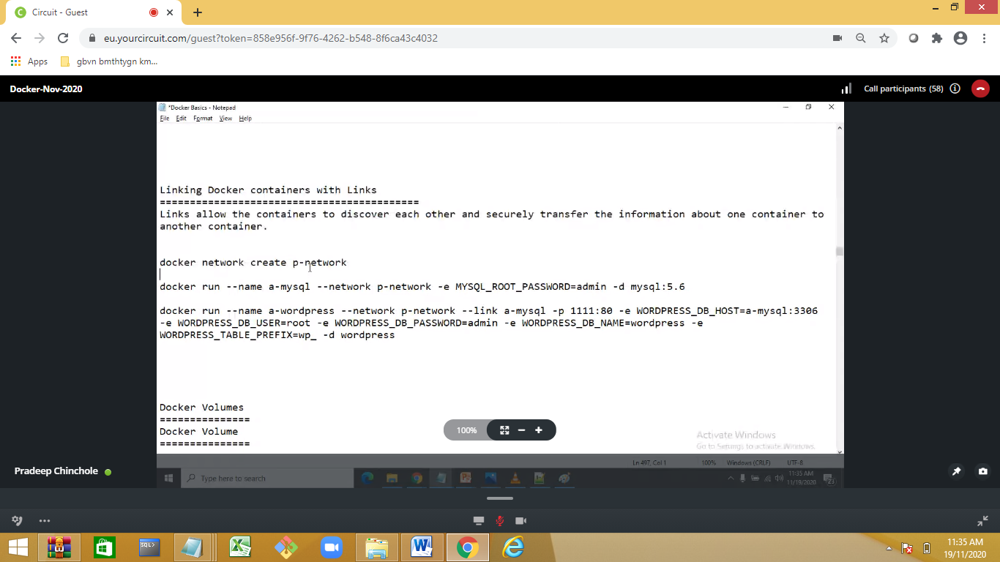 Circuit - Guest
eu.yourcircuit.com/guest?token=858e956f-9f76-4262-b548-8f6ca43c4032
Apps
gbvn bmthtygn km...
Docker-Nov-2020
Call participants (58)
*Docker Basics - Notepad
File Edit Format View Help
Linking Docker containers with Links
===========================================
Links allow the containers to discover each other and securely transfer the information about one container to
another container.
docker network create p-network
docker run --name a-mysql --network p-network -e MYSQL_ROOT_PASSWORD=admin -d mysql:5.6
docker run --name a-wordpress --network p-network --link a-mysql -p 1111:80 -e WORDPRESS_DB_HOST=a-mysql:3306
-e WORDPRESS_DB_USER=root -e WORDPRESS_DB_PASSWORD=admin -e WORDPRESS_DB_NAME=wordpress -e
WORDPRESS_TABLE_PREFIX=wp_ -d wordpress
Docker Volumes
===============
Docker Volume
===============
100%
Activate Windows
Go to Settings to activate Windows.
Ln 497, Col 1 100% Windows (CRLF) UTF-8
Pradeep Chinchole
Type here to search
11:35 AM
11/19/2020
23
SQL>
11:35 AM
19/11/2020